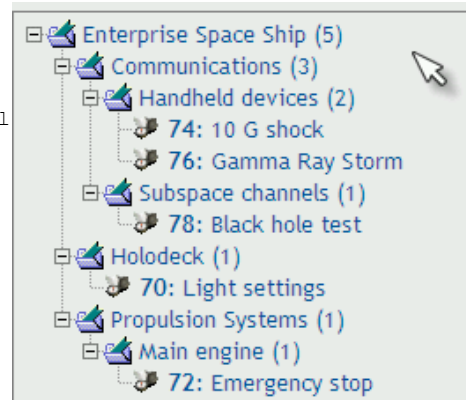 Enterprise Space Ship (5)
Communications (3)
Handheld devices (2)
74: 10 G shock
76: Gamma Ray Storm
Subspace channels (1)
78: Black hole test
Holodeck (1)
70: Light settings
Propulsion Systems (1)
Main engine (1)
72: Emergency stop